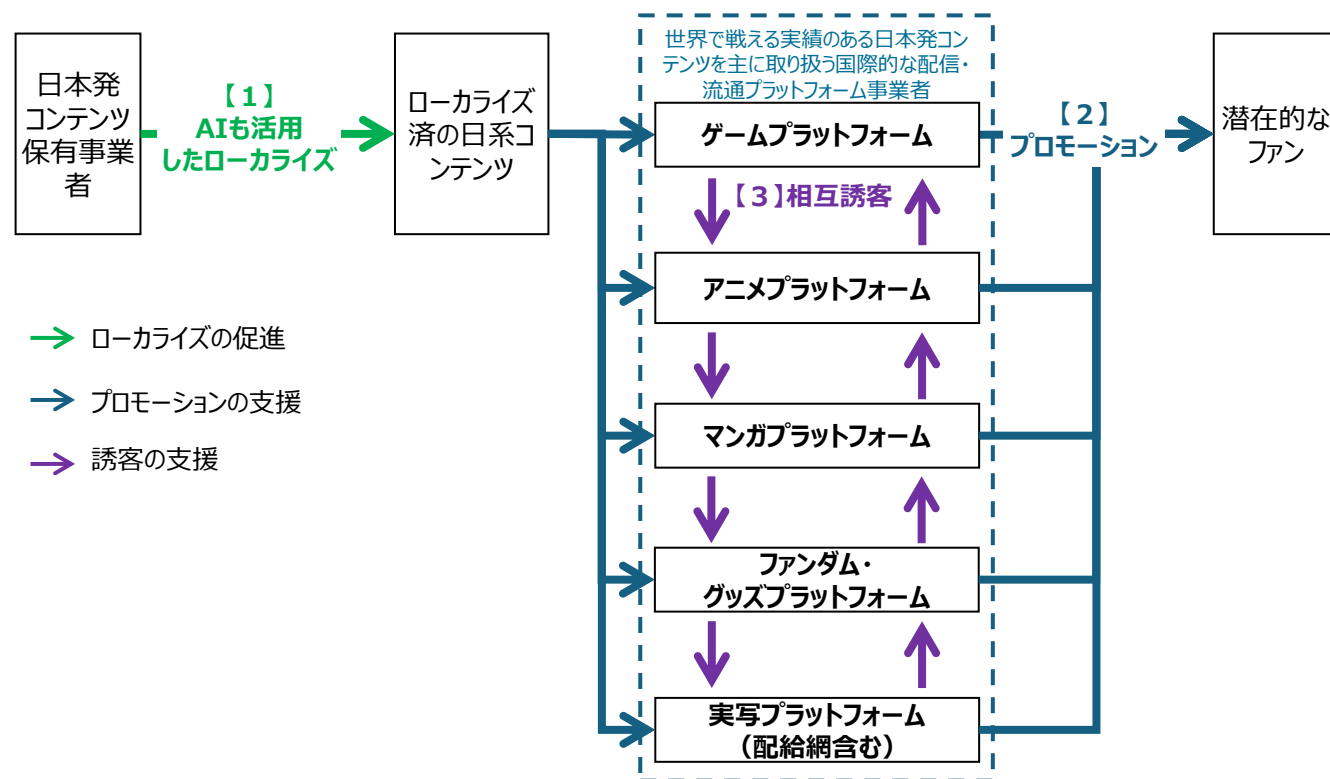 日本発
コンテンツ
保有事業
者
【１】
AIも活用
したローカライズ
ローカライズ
済の日系コ
ンテンツ
世界で戦える実績のある日本発コン
テンツを主に取り扱う国際的な配信・
流通プラットフォーム事業者
ゲームプラットフォーム
【３】相互誘客
アニメプラットフォーム
マンガプラットフォーム
ファンダム・
グッズプラットフォーム
実写プラットフォーム
（配給網含む）
【２】
プロモーション
潜在的な
ファン
ローカライズの促進
プロモーションの支援
誘客の支援